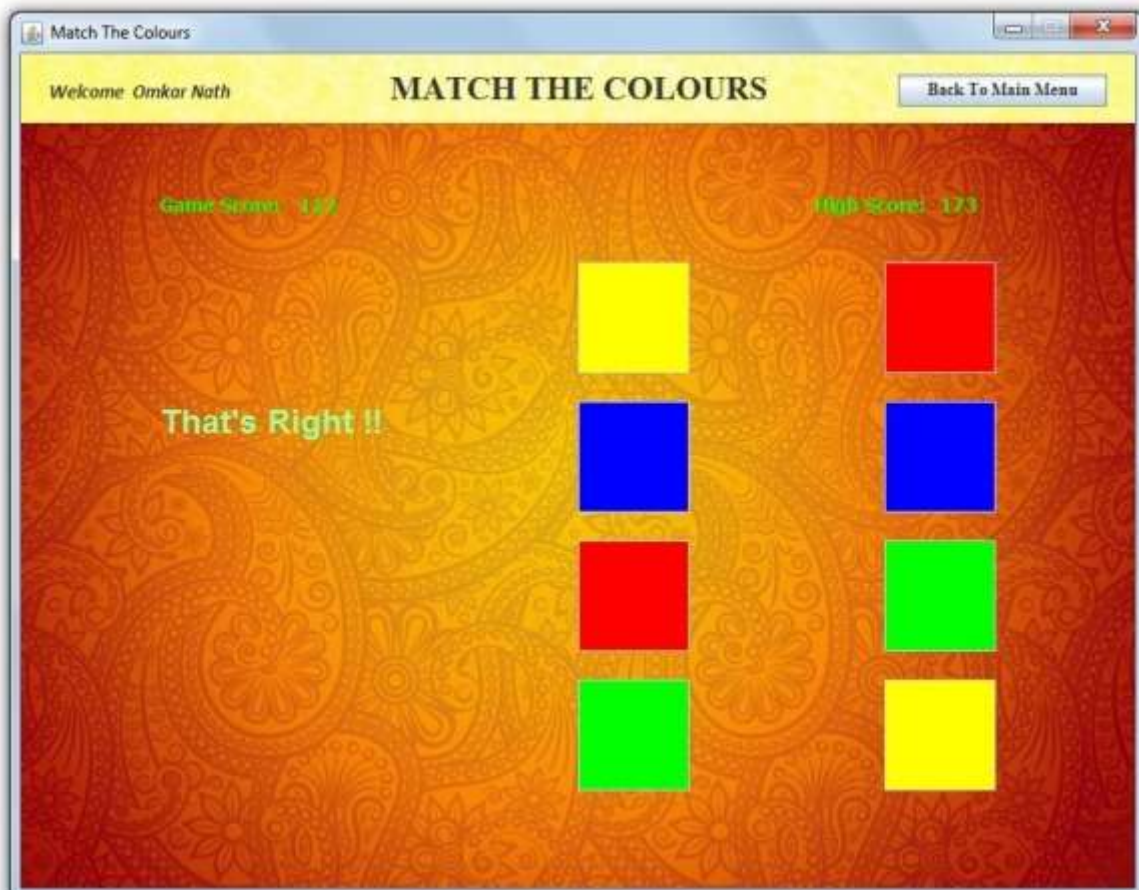 Match The Colours
Welcome Omkar Nath
MATCH THE COLOURS
Back To Main Menu
Game Score:
High Score: 173
That's Right !!